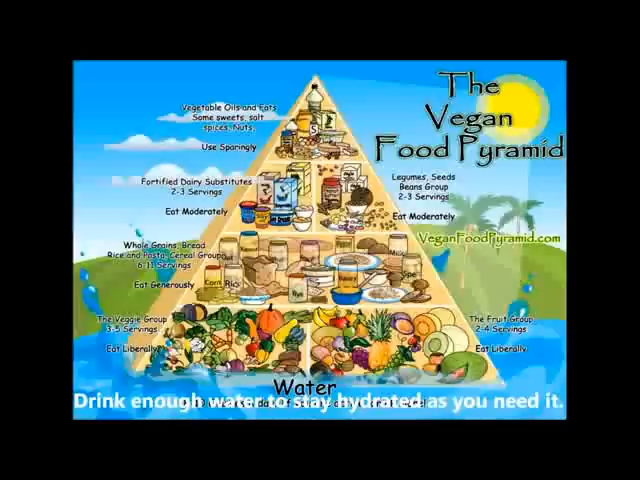 The
Vegan
Food Pyramid
Vegetable Oils and Fats
Some sweets, salt
spices, Nuts,
Use Sparingly
Fortified Dairy Substitutes
2-3 Servings
Eat Moderately
Legumes, Seeds
Beans Group
2-3 Servings
Eat Moderately
VeganFoodPyramid.com
Whole Grains, Bread
Rice and Pasta, Cereal Group
6-11 Servings
Eat Generously
Corn
Rice
Rye
The Veggie Group
3-5 Servings
Eat Liberally
The Fruit Group
2-4 Servings
Eat Liberally
Water
Drink enough water to stay hydrated as you need it.